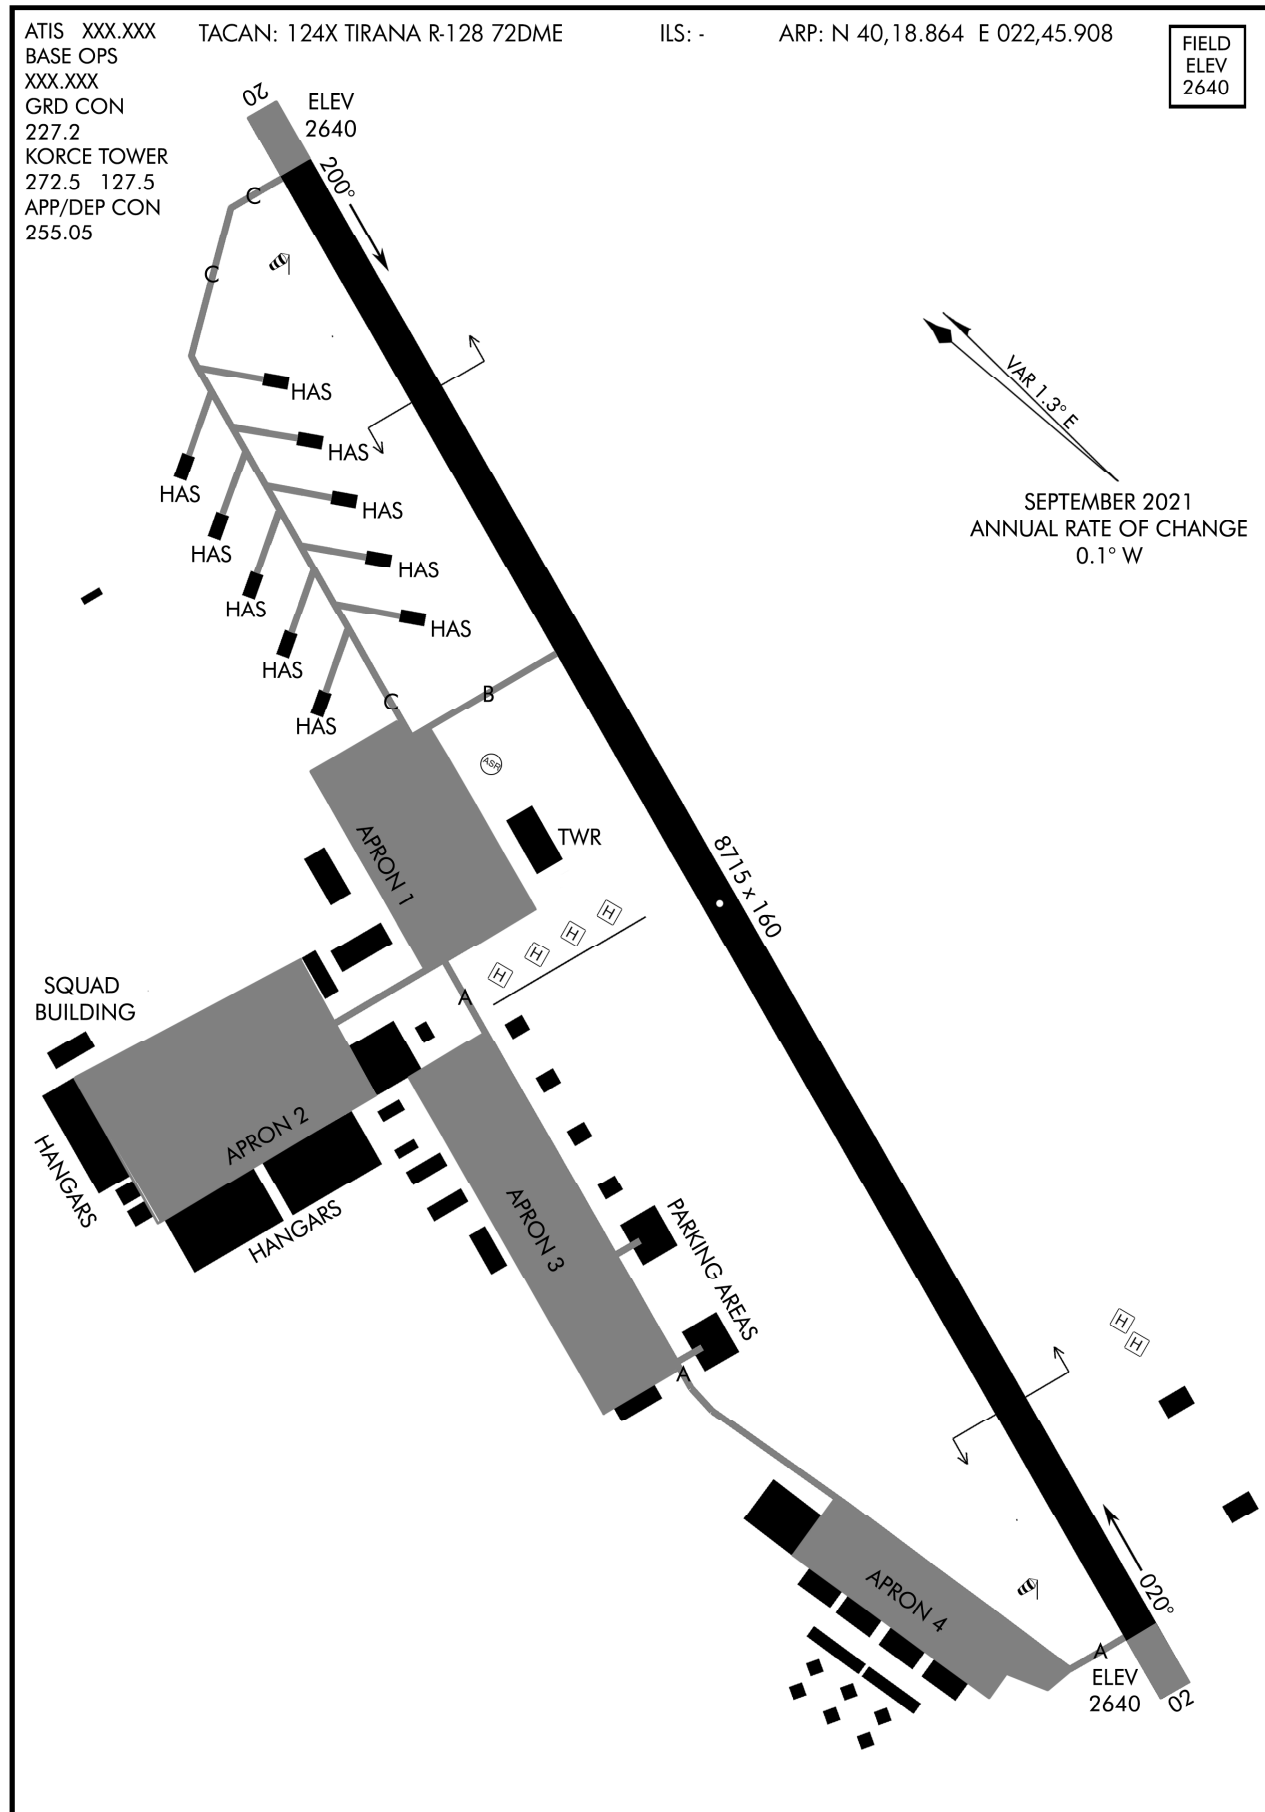 ATIS XXX.XXX
BASE OPS
XXX.XXX
GRD CON
227.2
KORCE TOWER
272.5 127.5
APP/DEP CON
255.05
TACAN: 124X TIRANA R-128 72DME
ILS: -
ARP: N 40,18.864 E 022,45.908
FIELD
ELEV
2640
20
ELEV
2640
200°
C
C
VAR 1.3° E
SEPTEMBER 2021
ANNUAL RATE OF CHANGE
0.1° W
HAS
HAS
HAS
HAS
HAS
HAS
HAS
HAS
HAS
HAS
C
B
ASR
TWR
APRON 1
8715 x 160
H
H
H
H
A
SQUAD
BUILDING
APRON 2
HANGARS
HANGARS
APRON 3
PARKING AREAS
A
H
H
APRON 4
020°
A
ELEV
2640
02